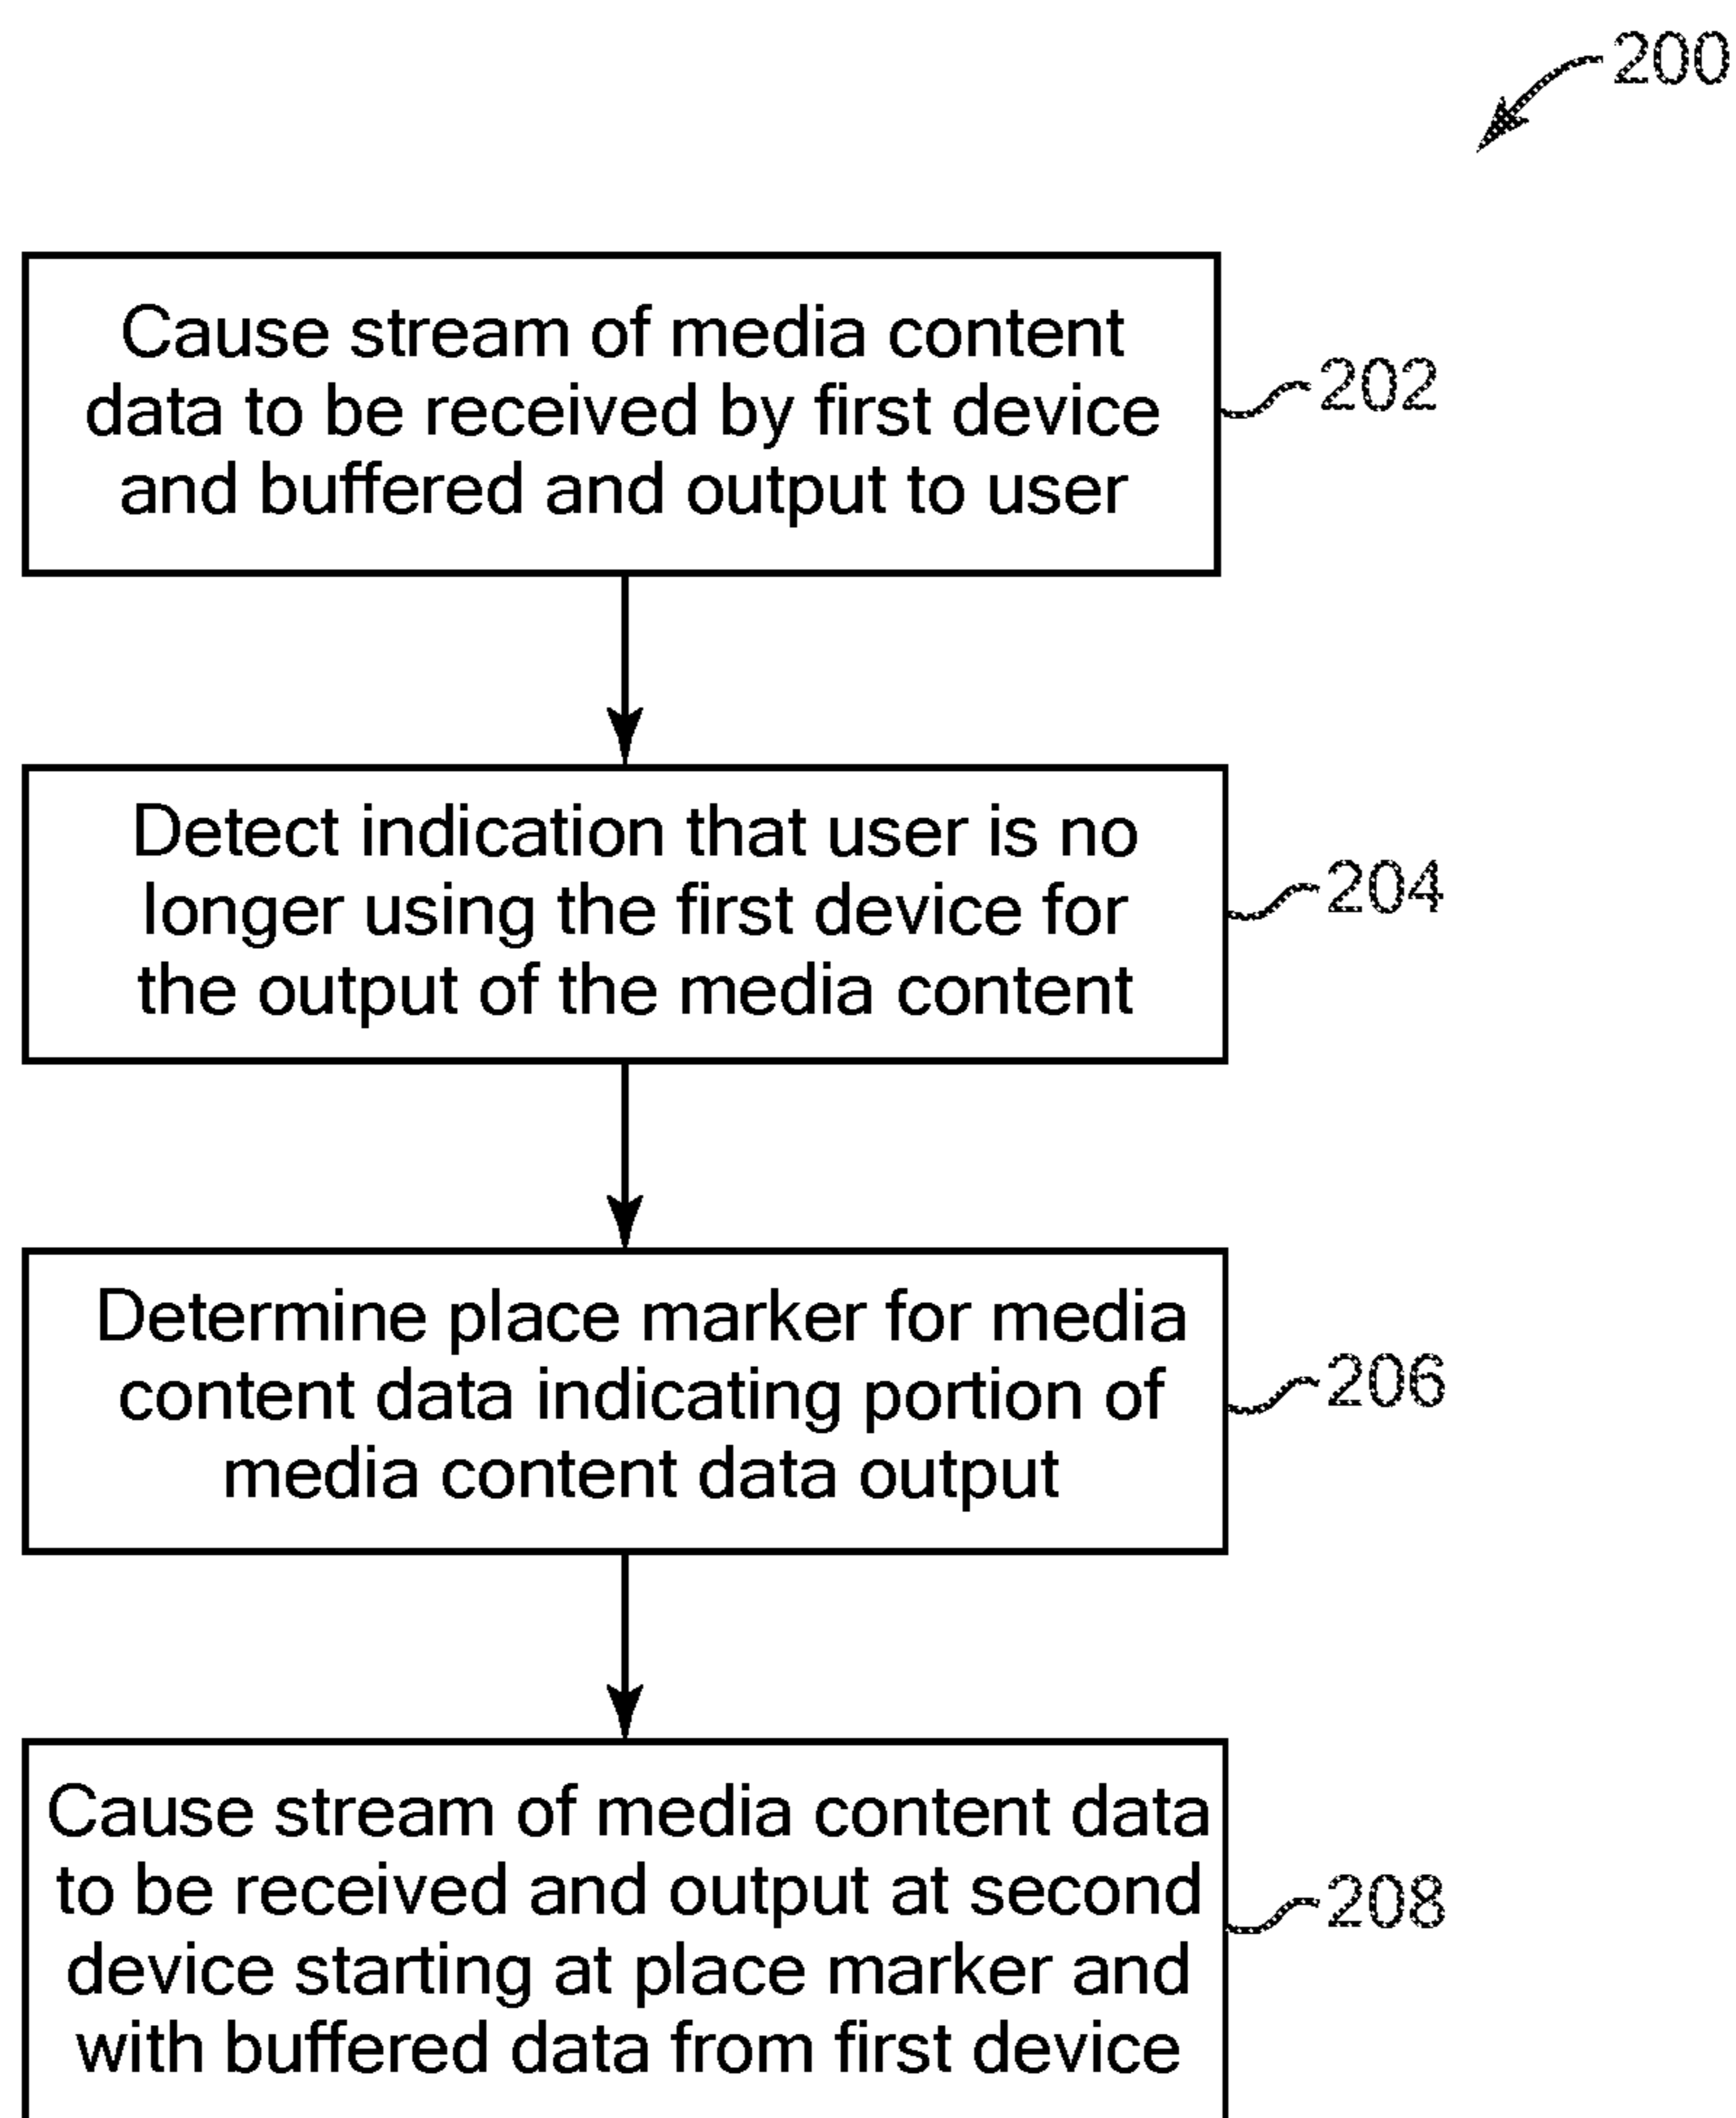 200
Cause stream of media content
data to be received by first device
and buffered and output to user
202
Detect indication that user is no
longer using the first device for
the output of the media content
204
Determine place marker for media
content data indicating portion of
media content data output
206
Cause stream of media content data
to be received and output at second
device starting at place marker and
with buffered data from first device
208